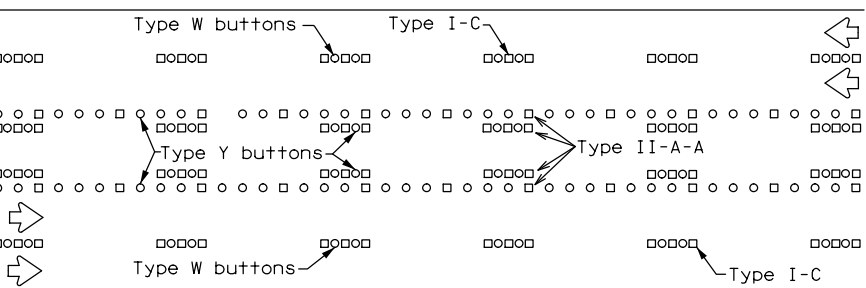 Type W buttons
Type I-C
Type Y buttons
Type II-A-A
Type W buttons
Type I-C